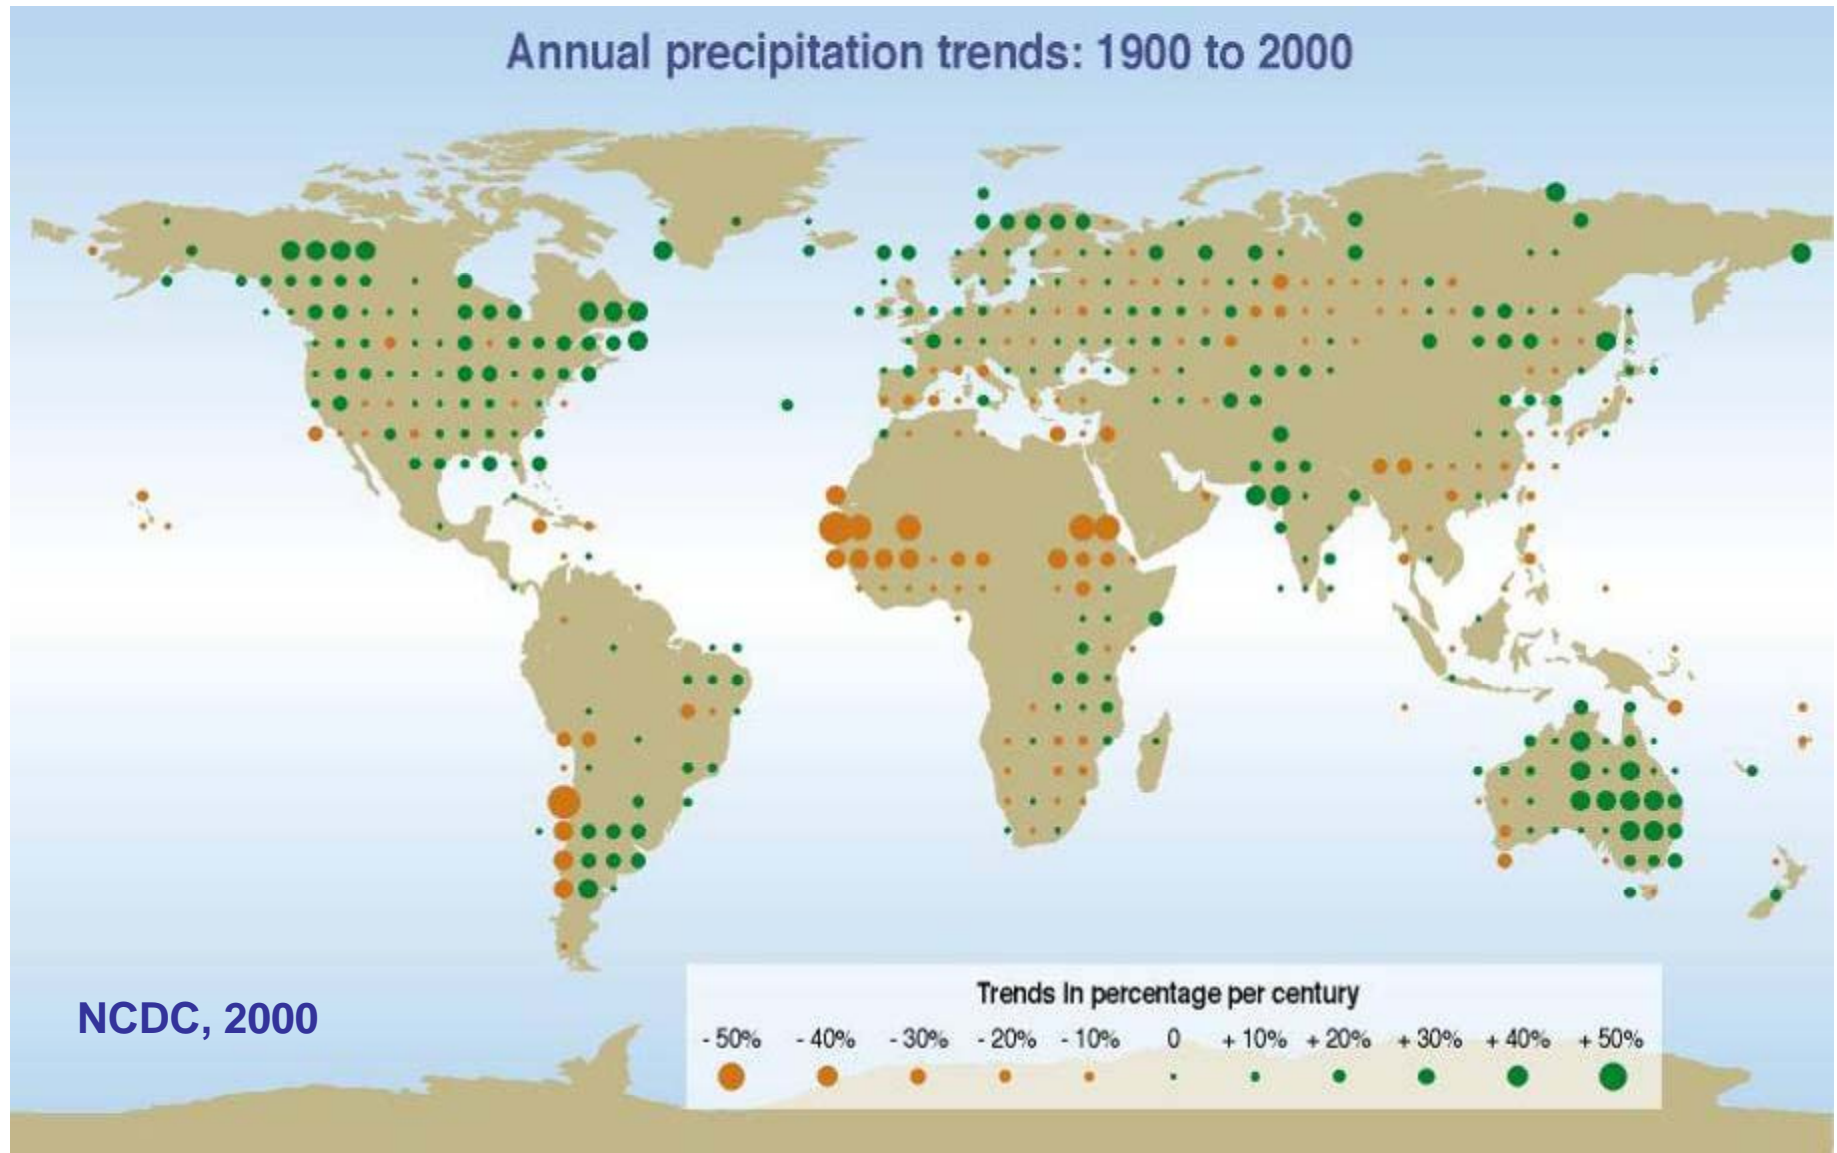 Annual precipitation trends: 1900 to 2000
NCDC, 2000
Trends In percentage per century
- 50% - 40% - 30% - 20% - 10% 0 + 10% + 20% + 30% + 40% + 50%